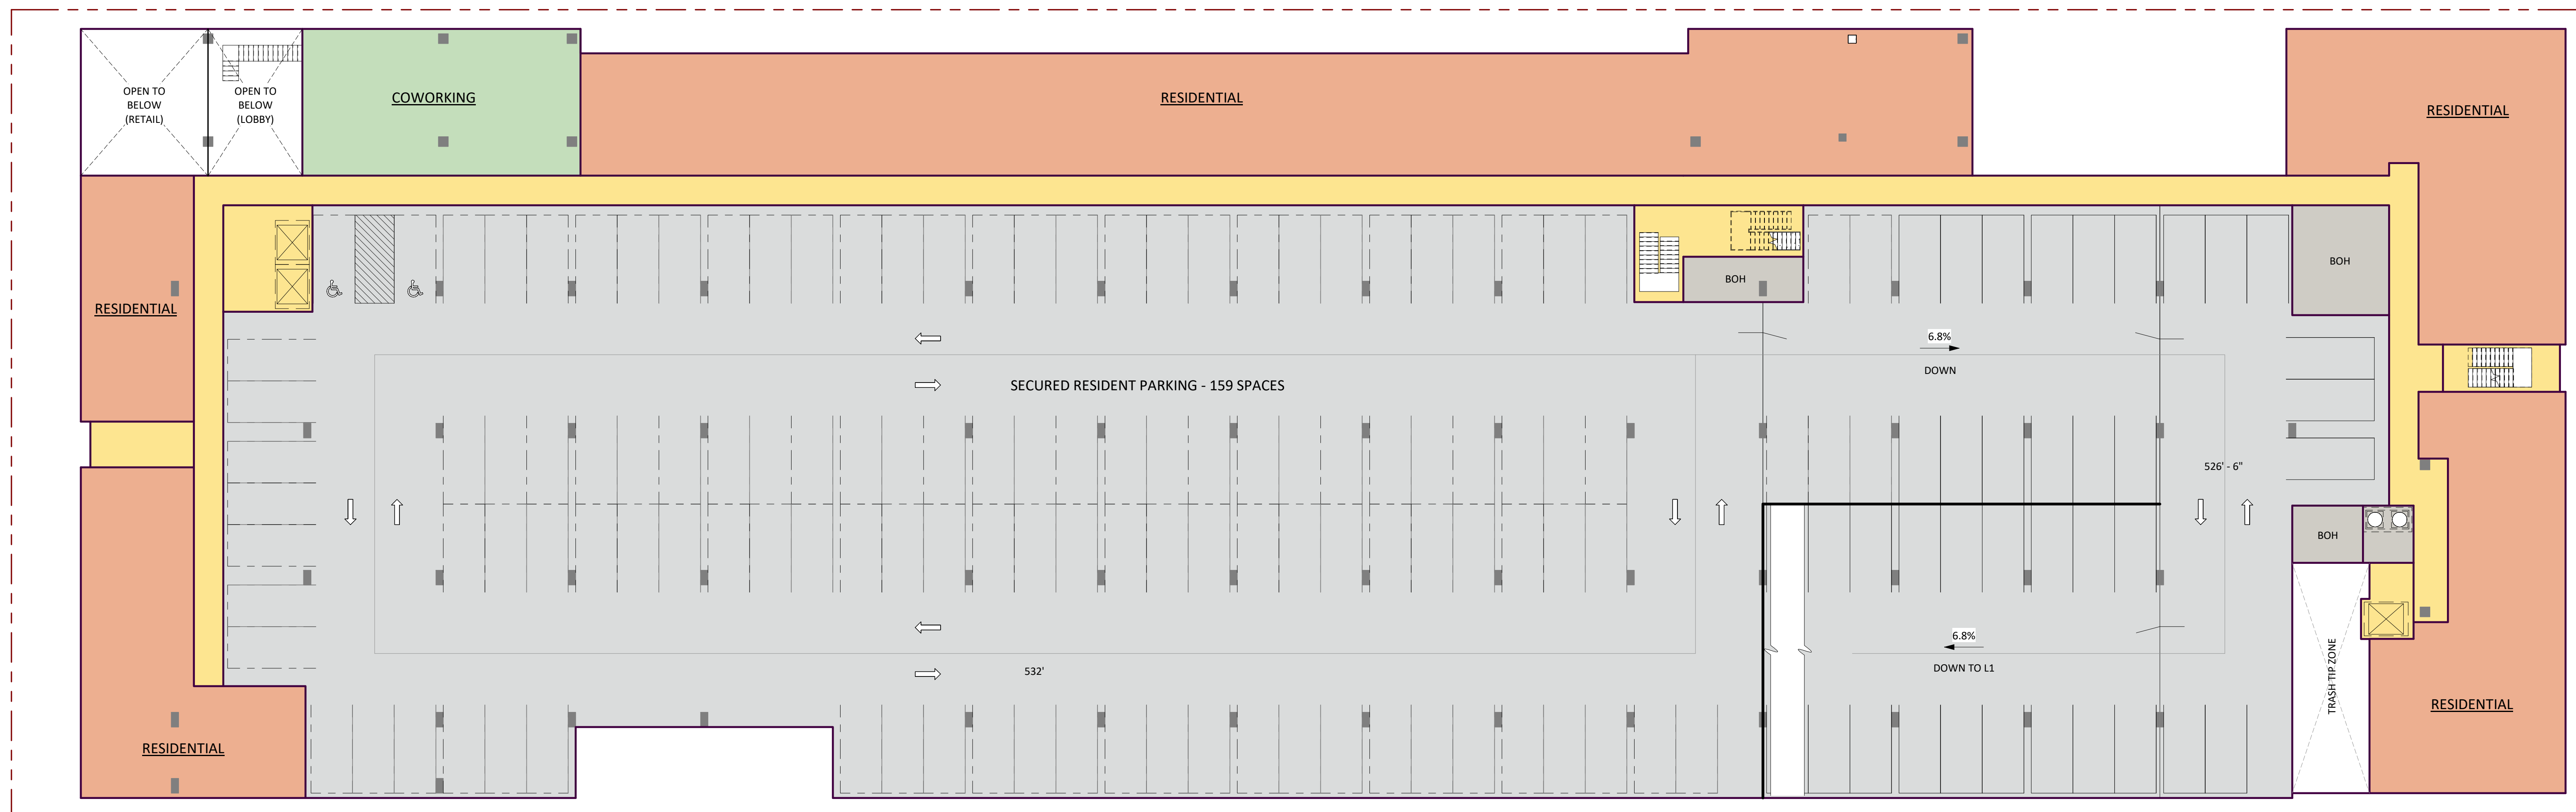 OPEN TO
BELOW
(RETAIL)
OPEN TO
BELOW
(LOBBY)
COWORKING
RESIDENTIAL
RESIDENTIAL
RESIDENTIAL
BOH
BOH
6.8%
DOWN
SECURED RESIDENT PARKING - 159 SPACES
526' - 6"
BOH
6.8%
DOWN TO L1
532'
TRASH TIP ZONE
RESIDENTIAL
RESIDENTIAL